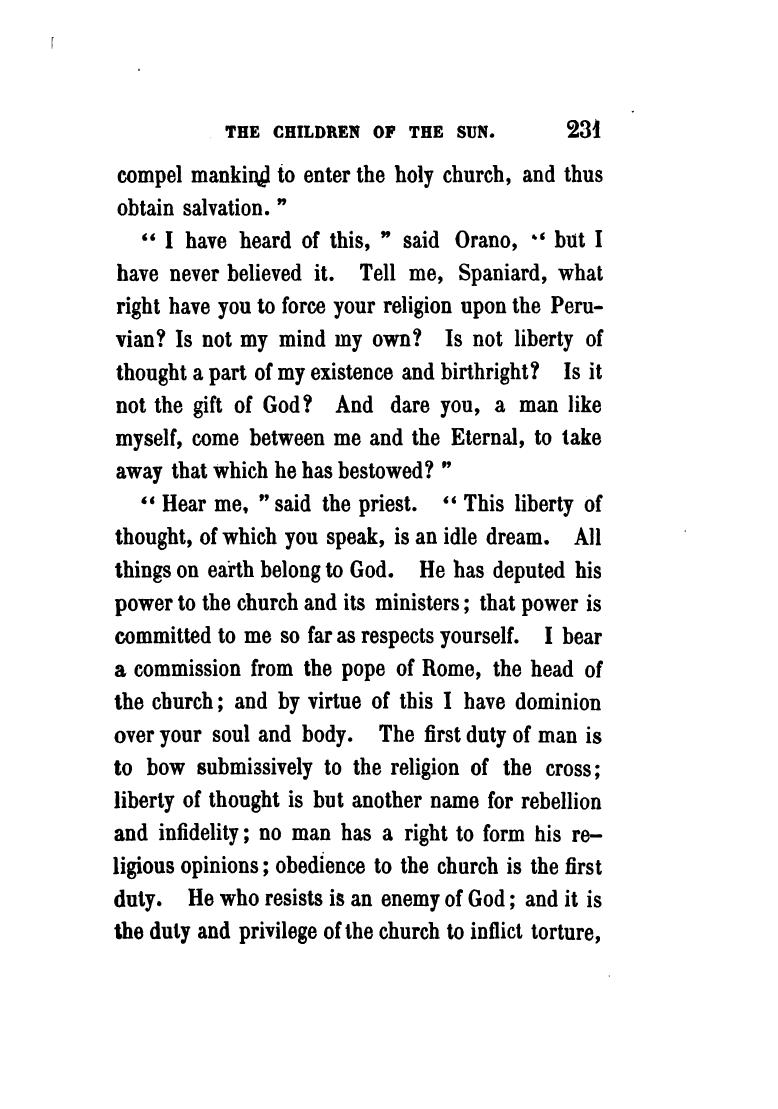 THE CHILDREN OF THE SUN. 231
compel mankind to enter the holy church, and thus
obtain salvation. ”
“ I have heard of this, ” said Orano, “ but I
have never believed it. Tell me, Spaniard, what
right have you to force your religion upon the Peru-
vian? Is not my mind my own? Is not liberty of
thought a part of my existence and birthright? Is it
not the gift of God? And dare you, a man like
myself, come between me and the Eternal, to take
away that which he has bestowed? ”
“ Hear me, ” said the priest. “ This liberty of
thought, of which you speak, is an idle dream. All
things on earth belong to God. He has deputed his
power to the church and its ministers; that power is
committed to me so far as respects yourself. I bear
a commission from the pope of Rome, the head of
the church; and by virtue of this I have dominion
over your soul and body. The first duty of man is
to bow submissively to the religion of the cross;
liberty of thought is but another name for rebellion
and infidelity; no man has a right to form his re-
ligious opinions; obedience to the church is the first
duty. He who resists is an enemy of God; and it is
the duty and privilege of the church to inflict torture,